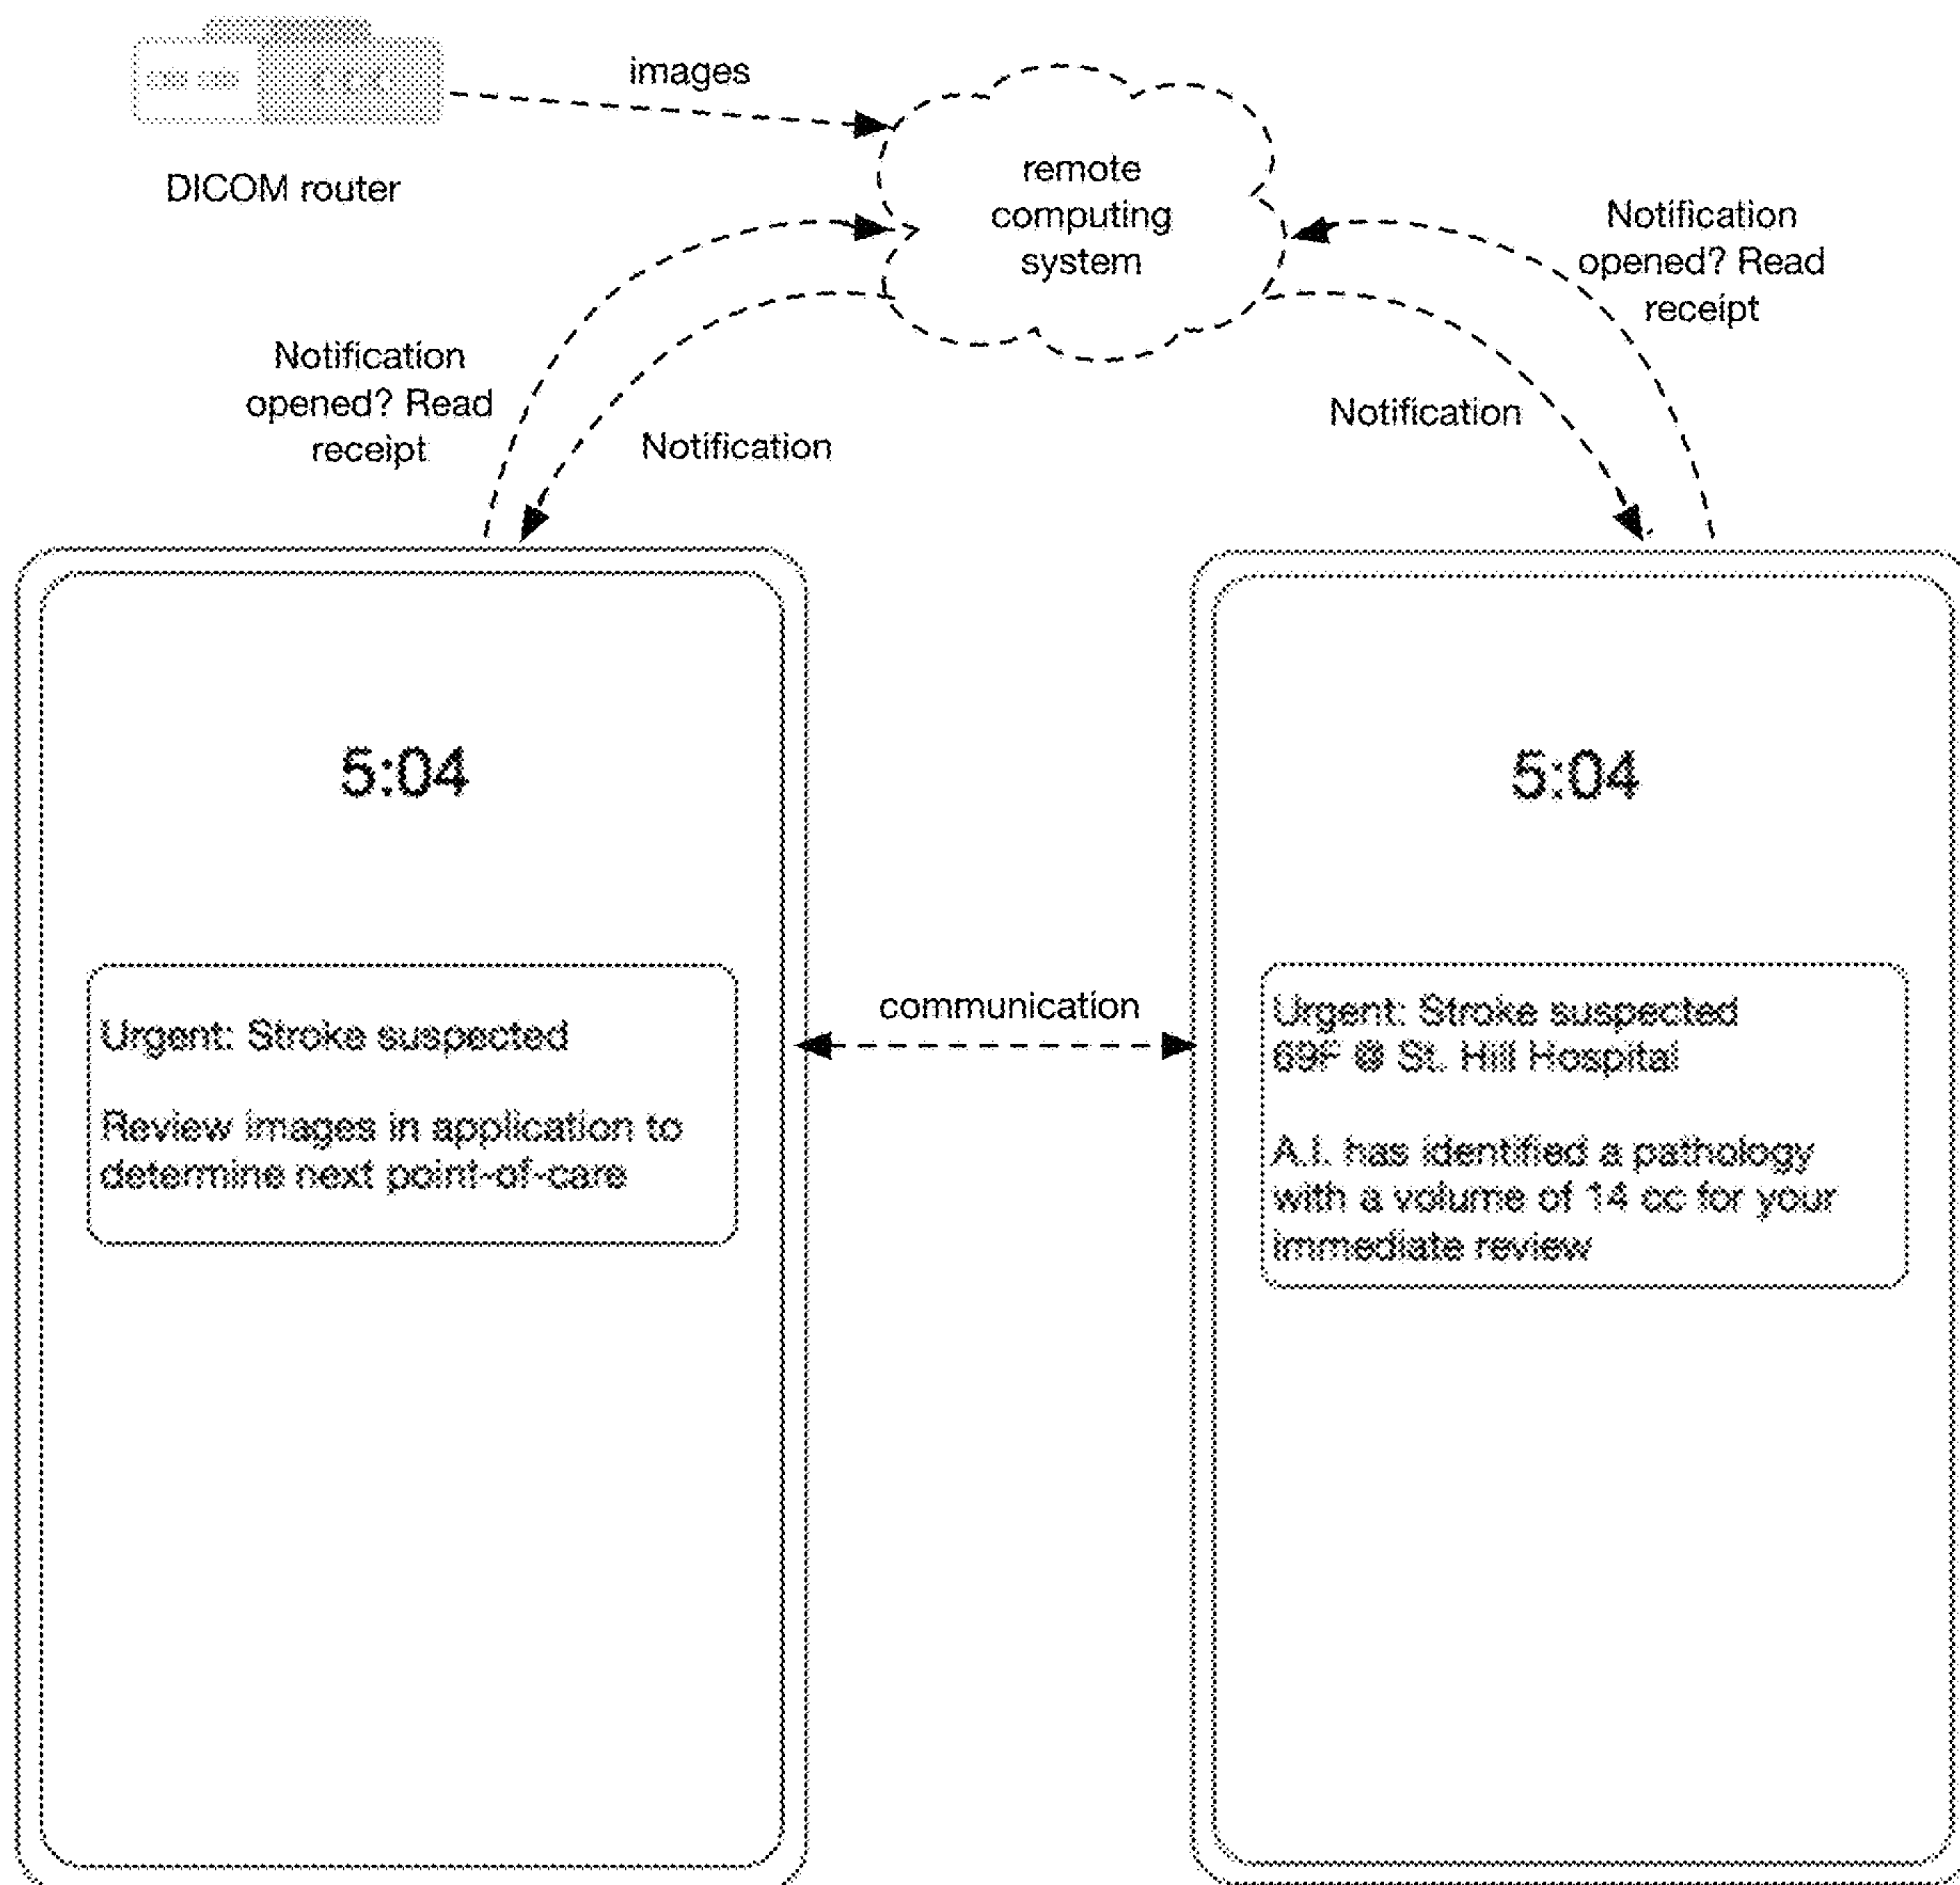 images
DICOM router
remote
computing
system
Notification
opened? Read
receipt
Notification
Notification
opened? Read
receipt
Notification
5:04
Urgent: Stroke suspected
Review images in application to
determine next point-of-care
communication
5:04
Urgent: Stroke suspected
69F @ St. Hill Hospital
A.I. has identified a pathology
with a volume of 14 cc for your
immediate review